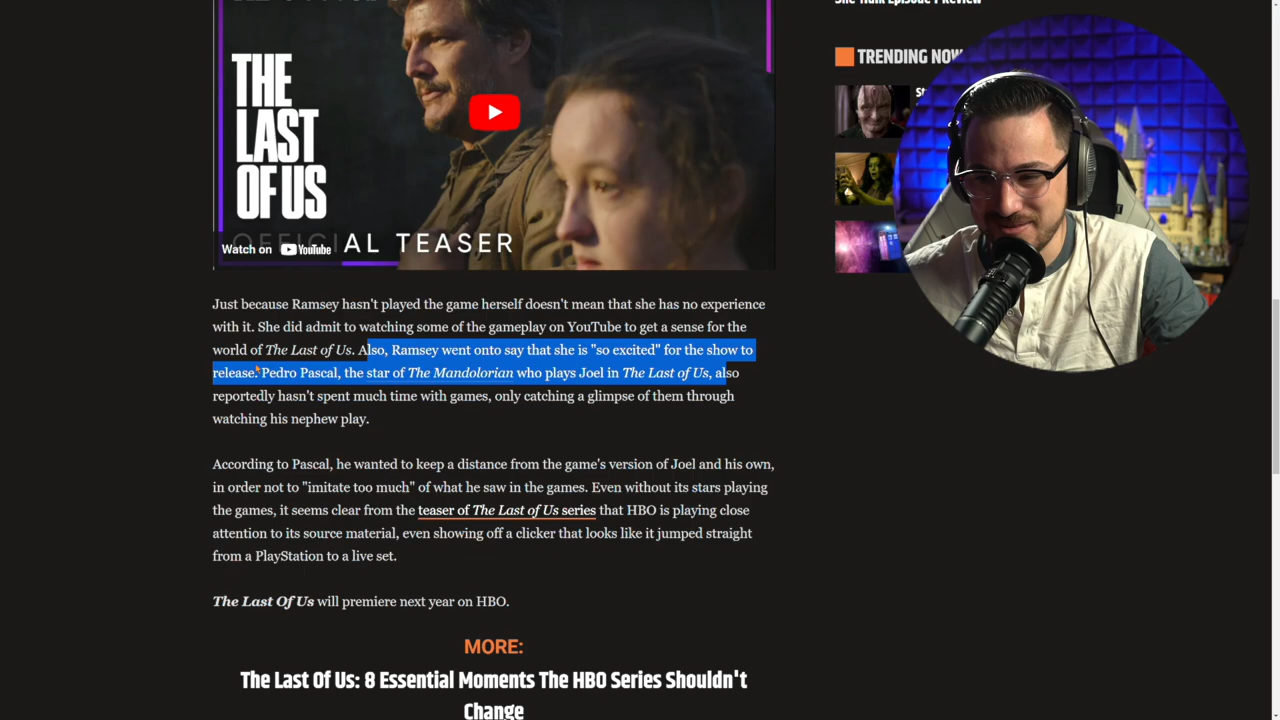 She-Hulk Episode 1 Review
TRENDING NOW
THE
LAST
OF US
OFFICIAL TEASER
Watch on YouTube
Just because Ramsey hasn't played the game herself doesn't mean that she has no experience
with it. She did admit to watching some of the gameplay on YouTube to get a sense for the
world of The Last of Us. Also, Ramsey went onto say that she is "so excited" for the show to
release. Pedro Pascal, the star of The Mandolorian who plays Joel in The Last of Us, also
reportedly hasn't spent much time with games, only catching a glimpse of them through
watching his nephew play.
According to Pascal, he wanted to keep a distance from the game's version of Joel and his own,
in order not to "imitate too much" of what he saw in the games. Even without its stars playing
the games, it seems clear from the teaser of The Last of Us series that HBO is playing close
attention to its source material, even showing off a clicker that looks like it jumped straight
from a PlayStation to a live set.
The Last Of Us will premiere next year on HBO.
MORE:
The Last Of Us: 8 Essential Moments The HBO Series Shouldn't
Change